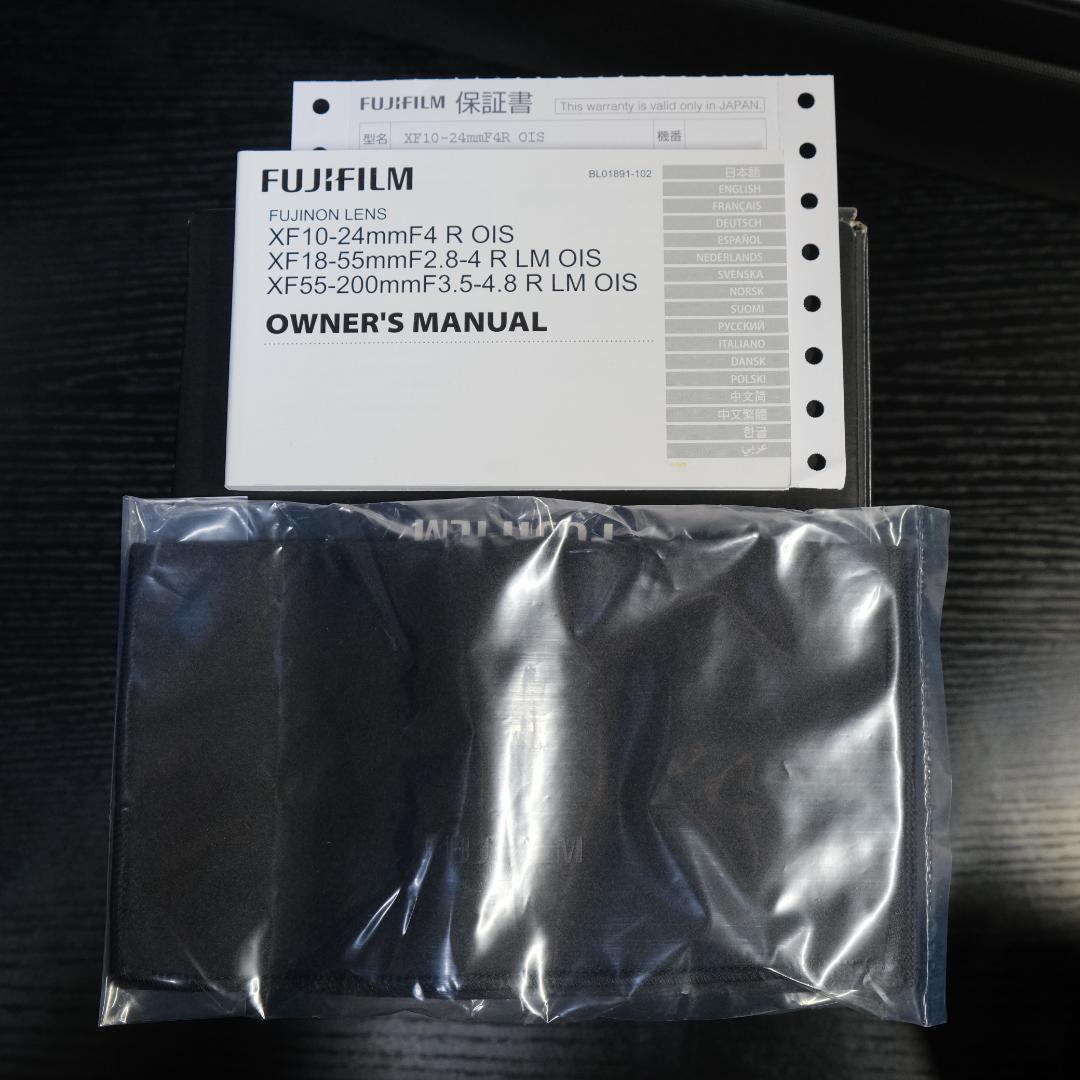 FUJIFILM 保証書 This warranty is valid only in JAPAN.
型名 XF10-24mmF4R OIS 機番
FUJIFILM
BL01891-102
FUJINON LENS
XF10-24mmF4 R OIS
XF18-55mmF2.8-4 R LM OIS
XF55-200mmF3.5-4.8 R LM OIS
OWNER'S MANUAL
日本語
ENGLISH
FRANÇAIS
DEUTSCH
ESPAÑOL
NEDERLANDS
SVENSKA
NORSK
SUOMI
РУССКИЙ
ITALIANO
DANSK
POLSKI
中文简
中文繁體
한글
عربي
FUJIFILM
FUJIFILM